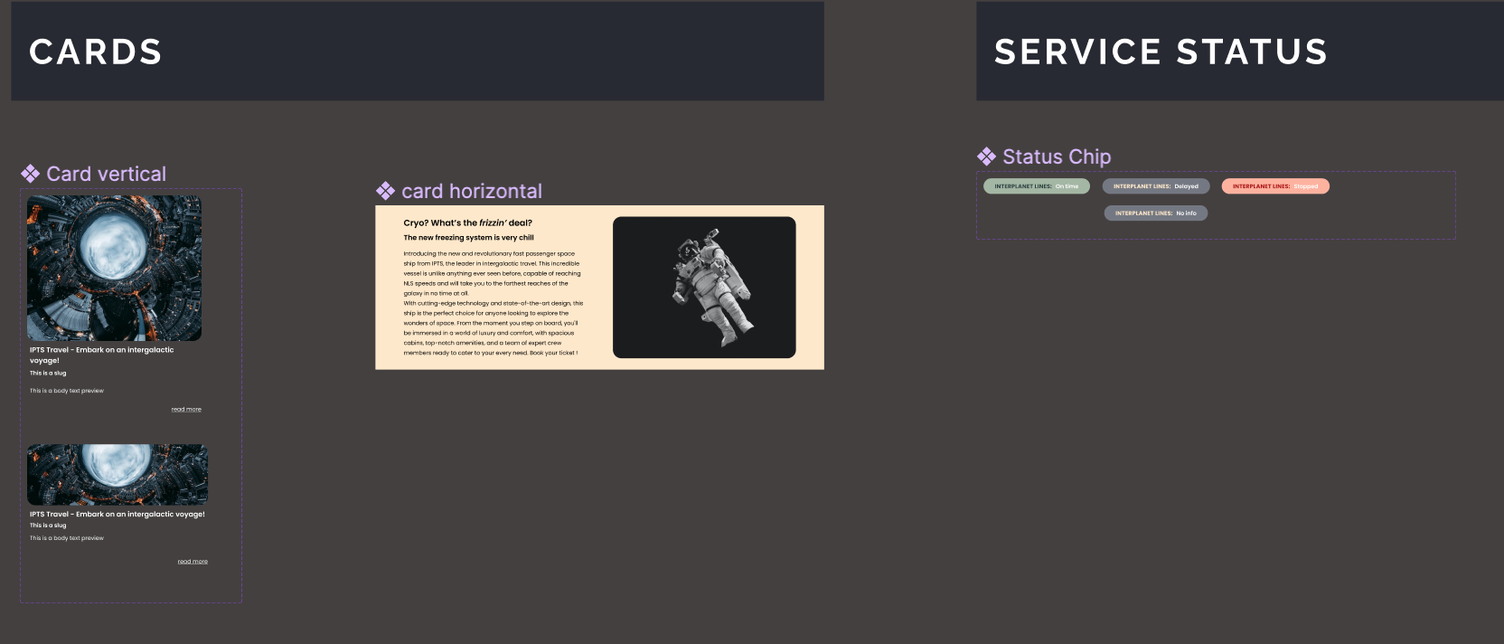 CARDS
SERVICE STATUS
Card vertical
IPTS Travel - Embark on an intergalactic
voyage!
This is a slug
This is a body text preview
read more
IPTS Travel - Embark on an intergalactic voyage!
This is a slug
This is a body text preview
read more
card horizontal
Cryo? What's the frizzin' deal?
The new freezing system is very chill
Introducing the new and revolutionary fast passenger space
ship from IPTS, the leader in intergalactic travel. This incredible
vessel is unlike anything ever seen before, capable of reaching
NLS speeds and will take you to the farthest reaches of the
galaxy in no time at all.
With cutting-edge technology and state-of-the-art design, this
ship is the perfect choice for anyone looking to explore the
wonders of space. From the moment you step on board, you'll
be immersed in a world of luxury and comfort, with spacious
cabins, top-notch amenities, and a team of expert crew
members ready to cater to your every need. Book your ticket !
Status Chip
INTERPLANET LINES: On time
INTERPLANET LINES: Delayed
INTERPLANET LINES: Stopped
INTERPLANET LINES: No info